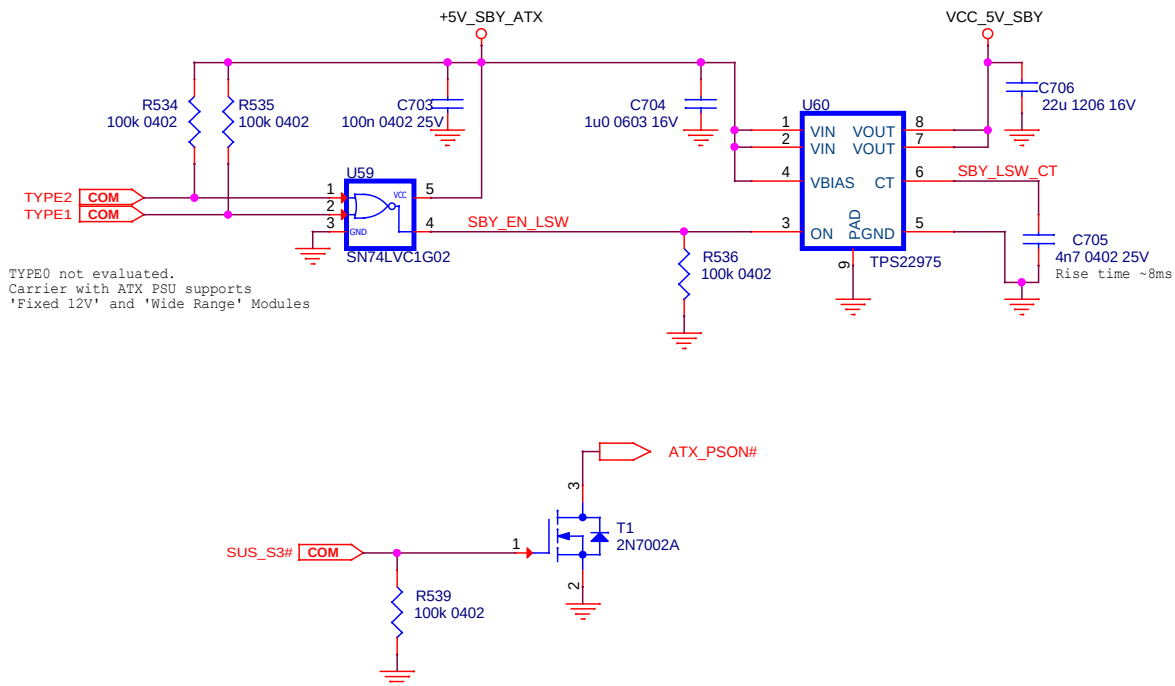 +5V_SBY_ATX
VCC_5V_SBY
R534
100k 0402
R535
100k 0402
C703
100n 0402 25V
C704
1u0 0603 16V
C706
22u 1206 16V
U60
1 VIN VOUT 8
2 VIN VOUT 7
4 VBIAS CT 6
3 ON PAD GND 5
9
TPS22975
SBY_LSW_CT
C705
4n7 0402 25V
Rise time ~8ms
TYPE2 COM
TYPE1 COM
U59
1 VCC 5
2
3 GND 4
SN74LVC1G02
SBY_EN_LSW
R536
100k 0402
TYPE0 not evaluated.
Carrier with ATX PSU supports
'Fixed 12V' and 'Wide Range' Modules
ATX_PSON#
3
T1
2N7002A
1
2
SUS_S3# COM
R539
100k 0402